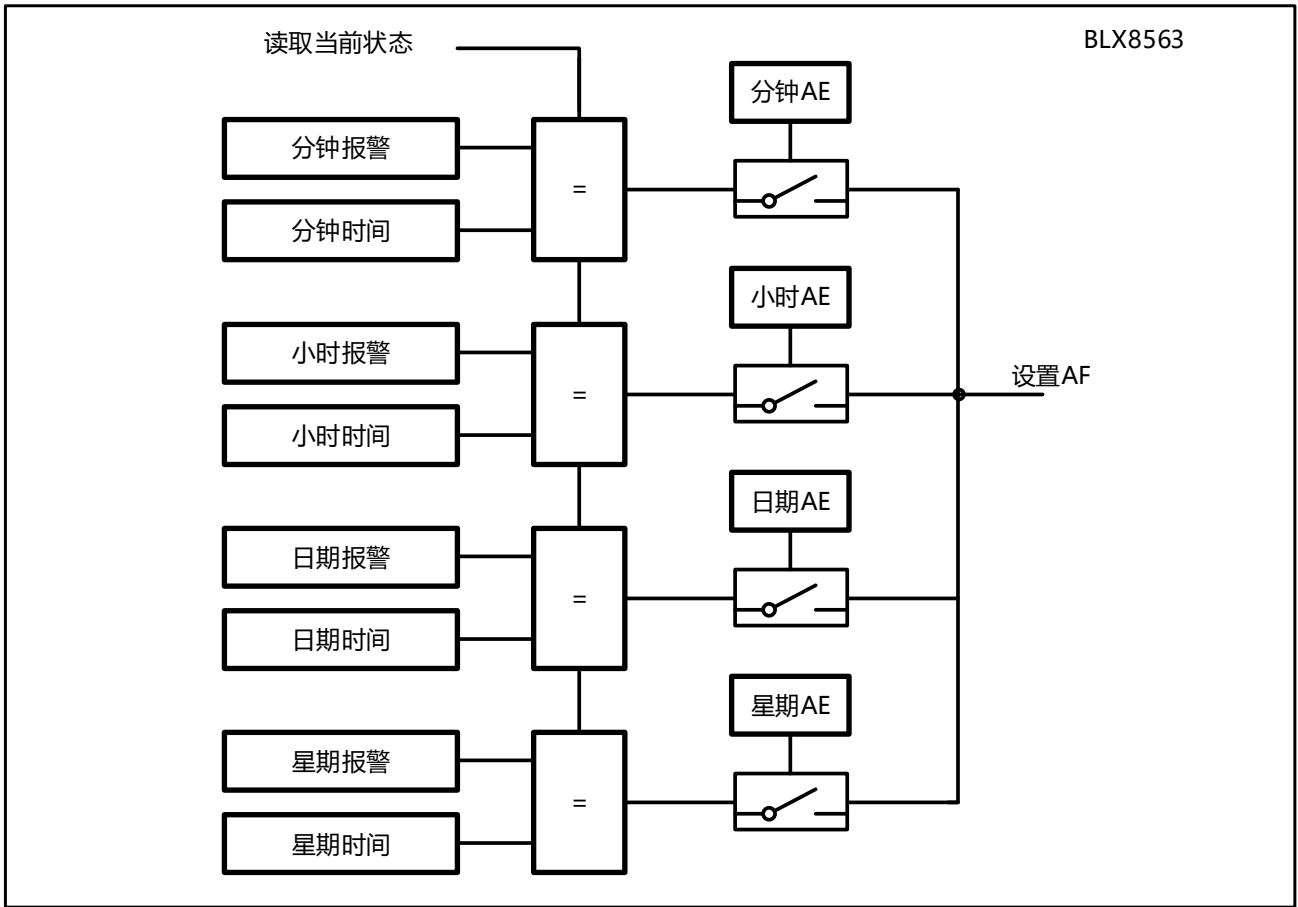 读取当前状态
BLX8563
分钟AE
分钟报警
=
分钟时间
小时AE
小时报警
=
设置AF
小时时间
日期AE
日期报警
=
日期时间
星期AE
星期报警
=
星期时间